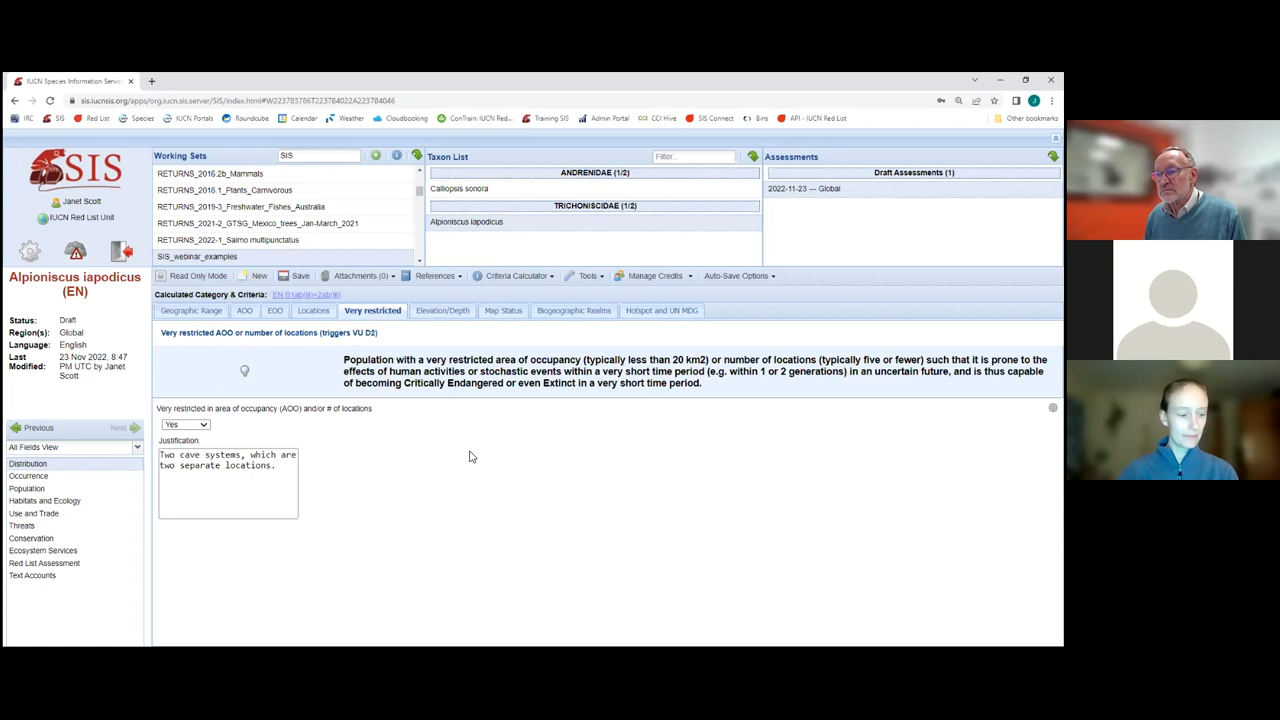 IUCN Species Information Servic
sis.iucnsis.org/apps/org.iucn.sis.server/SIS/index.html#W223783786T223784022A223784046
IRC SIS Red List Species IUCN Portals Roundcube Calendar Weather Cloudbooking ConTrain: IUCN Red... Training SIS Admin Portal CCI Hive SIS Connect Bins API - IUCN Red List Other bookmarks
SIS
Janet Scott
IUCN Red List Unit
Working Sets SIS
RETURNS_2016.2b_Mammals
RETURNS_2018.1_Plants_Carnivorous
RETURNS_2019-3_Freshwater_Fishes_Australia
RETURNS_2021-2_GTSG_Mexico_trees_Jan-March_2021
RETURNS_2022-1_Salmo multipunctatus
SIS_webinar_examples
Taxon List Filter...
ANDRENIDAE (1/2)
Calliopsis sonora
TRICHONISCIDAE (1/2)
Alpioniscus iapodicus
Assessments
Draft Assessments (1)
2022-11-23 — Global
Alpioniscus iapodicus
(EN)
Status: Draft
Region(s): Global
Language: English
Last Modified: 23 Nov 2022, 8:47
PM UTC by Janet
Scott
Previous Next
All Fields View
Distribution
Occurrence
Population
Habitats and Ecology
Use and Trade
Threats
Conservation
Ecosystem Services
Red List Assessment
Text Accounts
Read Only Mode New Save Attachments (0) References Criteria Calculator Tools Manage Credits Auto-Save Options
Calculated Category & Criteria: EN B1ab(iii)+2ab(iii)
Geographic Range AOO EOO Locations Very restricted Elevation/Depth Map Status Biogeographic Realms Hotspot and UN MDG
Very restricted AOO or number of locations (triggers VU D2)
Population with a very restricted area of occupancy (typically less than 20 km2) or number of locations (typically five or fewer) such that it is prone to the
effects of human activities or stochastic events within a very short time period (e.g. within 1 or 2 generations) in an uncertain future, and is thus capable
of becoming Critically Endangered or even Extinct in a very short time period.
Very restricted in area of occupancy (AOO) and/or # of locations
Yes
Justification:
Two cave systems, which are
two separate locations.